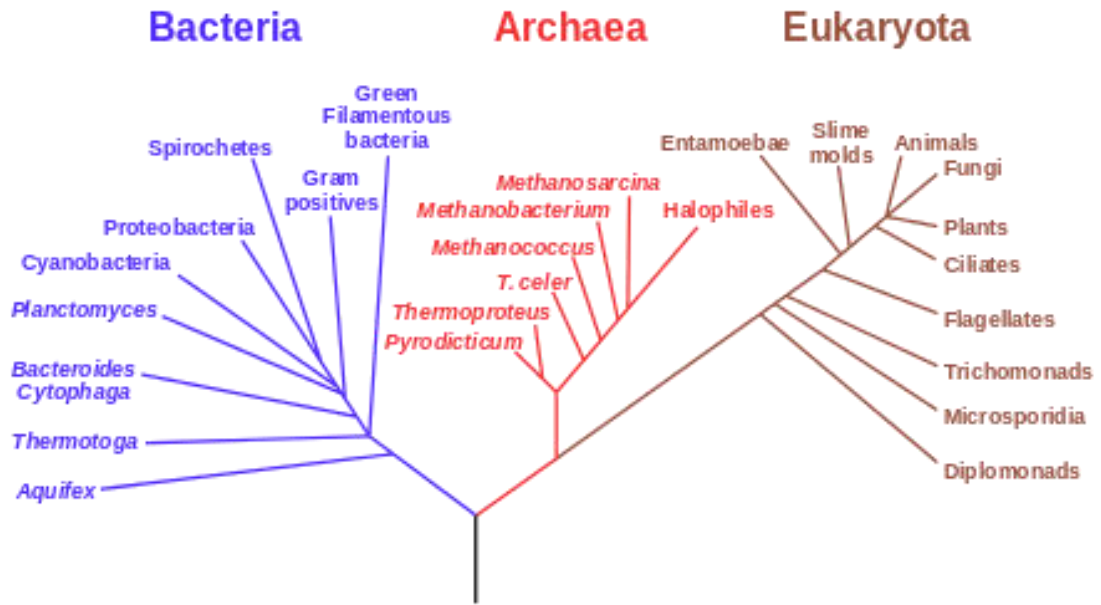 Bacteria
Archaea
Eukaryota
Green
Filamentous
bacteria
Spirochetes
Gram
positives
Proteobacteria
Cyanobacteria
Planctomyces
Bacteroides
Cytophaga
Thermotoga
Aquifex
Methanosarcina
Methanobacterium
Halophiles
Methanococcus
T. celer
Thermoproteus
Pyrodicticum
Entamoebae
Slime
molds
Animals
Fungi
Plants
Ciliates
Flagellates
Trichomonads
Microsporidia
Diplomonads